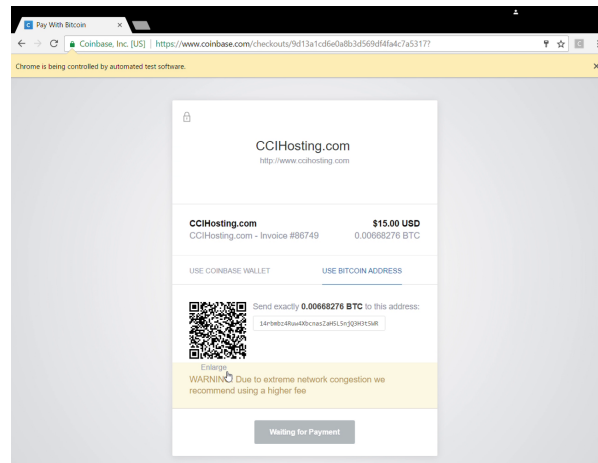 Pay With Bitcoin
Coinbase, Inc. [US] | https://www.coinbase.com/checkouts/9d13a1cd6e0a8b3d569df4fa4c7a5317?
Chrome is being controlled by automated test software.
CCIHosting.com
http://www.ccihosting.com
CCIHosting.com $15.00 USD
CCIHosting.com - Invoice #86749 0.00668276 BTC
USE COINBASE WALLET USE BITCOIN ADDRESS
Send exactly 0.00668276 BTC to this address:
Enlarge
WARNING: Due to extreme network congestion we
recommend using a higher fee
Waiting for Payment